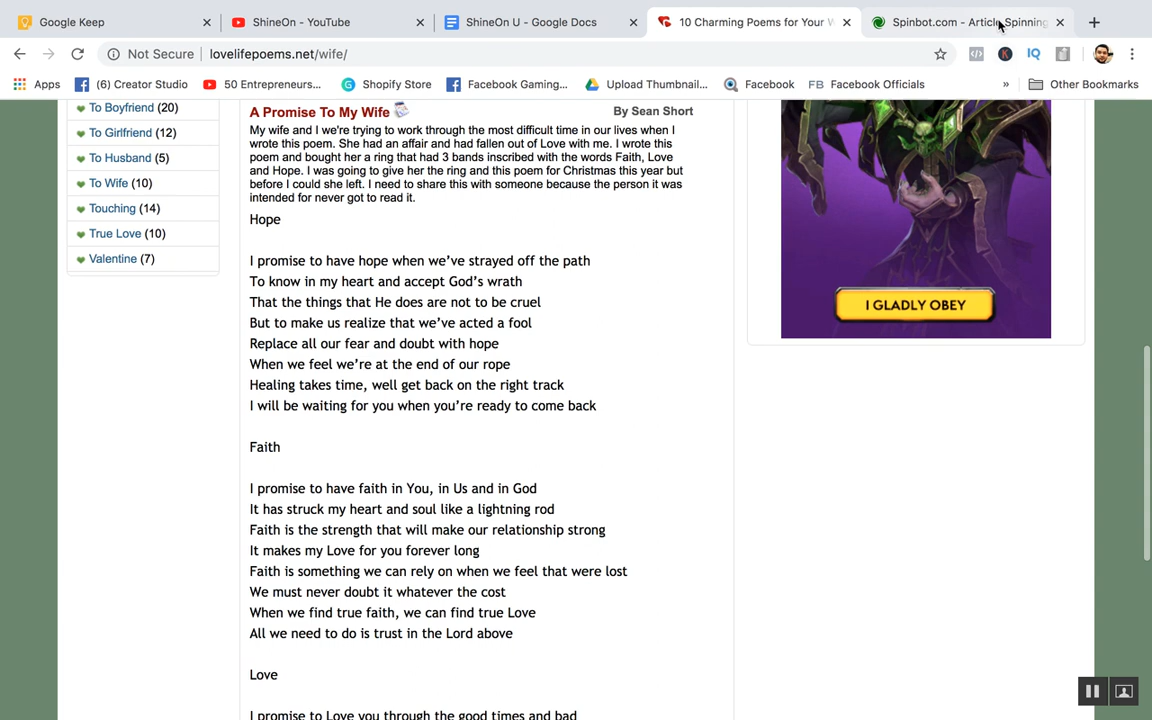 Google Keep
ShineOn - YouTube
ShineOn U - Google Docs
10 Charming Poems for Your W
Spinbot.com - Article Spinning
Not Secure
lovelifepoems.net/wife/
IQ
Apps
(6) Creator Studio
50 Entrepreneurs...
Shopify Store
Facebook Gaming...
Upload Thumbnail...
Facebook
FB Facebook Officials
»
Other Bookmarks
To Boyfriend (20)
To Girlfriend (12)
To Husband (5)
To Wife (10)
Touching (14)
True Love (10)
Valentine (7)
A Promise To My Wife
By Sean Short
My wife and I we're trying to work through the most difficult time in our lives when I
wrote this poem. She had an affair and had fallen out of Love with me. I wrote this
poem and bought her a ring that had 3 bands inscribed with the words Faith, Love
and Hope. I was going to give her the ring and this poem for Christmas this year but
before I could she left. I need to share this with someone because the person it was
intended for never got to read it.
Hope
I promise to have hope when we've strayed off the path
To know in my heart and accept God's wrath
That the things that He does are not to be cruel
But to make us realize that we've acted a fool
Replace all our fear and doubt with hope
When we feel we're at the end of our rope
Healing takes time, well get back on the right track
I will be waiting for you when you're ready to come back
Faith
I promise to have faith in You, in Us and in God
It has struck my heart and soul like a lightning rod
Faith is the strength that will make our relationship strong
It makes my Love for you forever long
Faith is something we can rely on when we feel that were lost
We must never doubt it whatever the cost
When we find true faith, we can find true Love
All we need to do is trust in the Lord above
Love
I promise to Love you through the good times and bad
I GLADLY OBEY